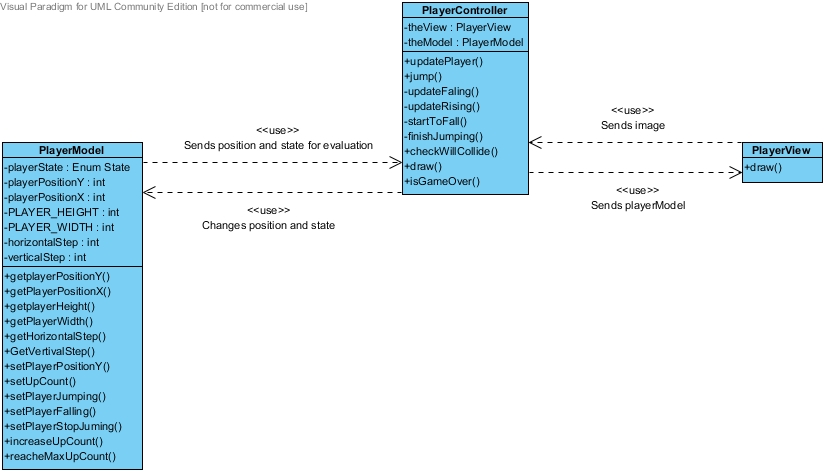 Visual Paradigm for UML Community Edition [not for commercial use]
PlayerController
-theView : PlayerView
-theModel : PlayerModel
+updatePlayer()
+jump()
-updateFaling()
-updateRising()
-startToFall()
-finishJumping()
+checkWillCollide()
+draw()
+isGameOver()
<<use>>
Sends position and state for evaluation
<<use>>
Changes position and state
<<use>>
Sends image
<<use>>
Sends playerModel
PlayerModel
-playerState : Enum State
-playerPositionY : int
-playerPositionX : int
-PLAYER_HEIGHT : int
-PLAYER_WIDTH : int
-horizontalStep : int
-verticalStep : int
+getplayerPositionY()
+getPlayerPositionX()
+getplayerHeight()
+getPlayerWidth()
+getHorizontalStep()
+GetVertivalStep()
+setPlayerPositionY()
+setUpCount()
+setPlayerJumping()
+setPlayerFalling()
+setPlayerStopJuming()
+increaseUpCount()
+reacheMaxUpCount()
PlayerView
+draw()